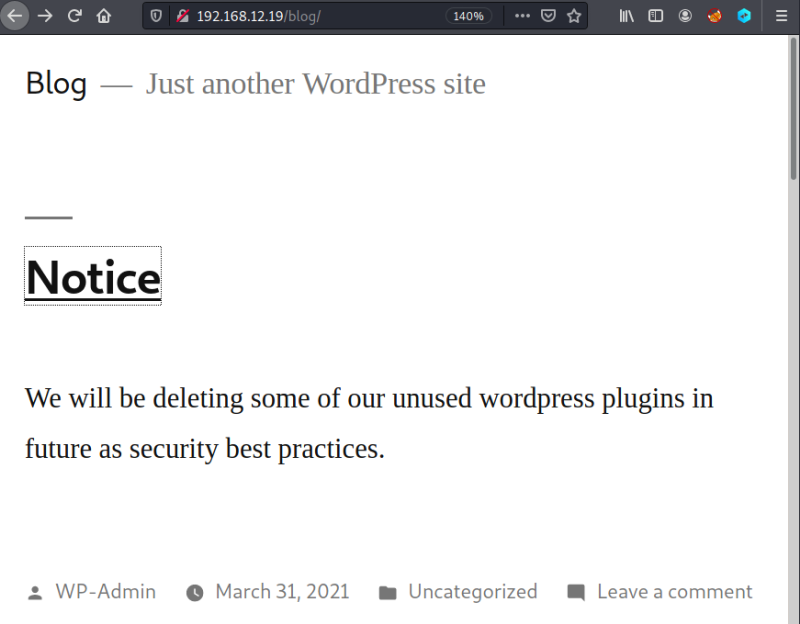 192.168.12.19/blog/ 140%
Blog — Just another WordPress site
Notice
We will be deleting some of our unused wordpress plugins in
future as security best practices.
WP-Admin March 31, 2021 Uncategorized Leave a comment